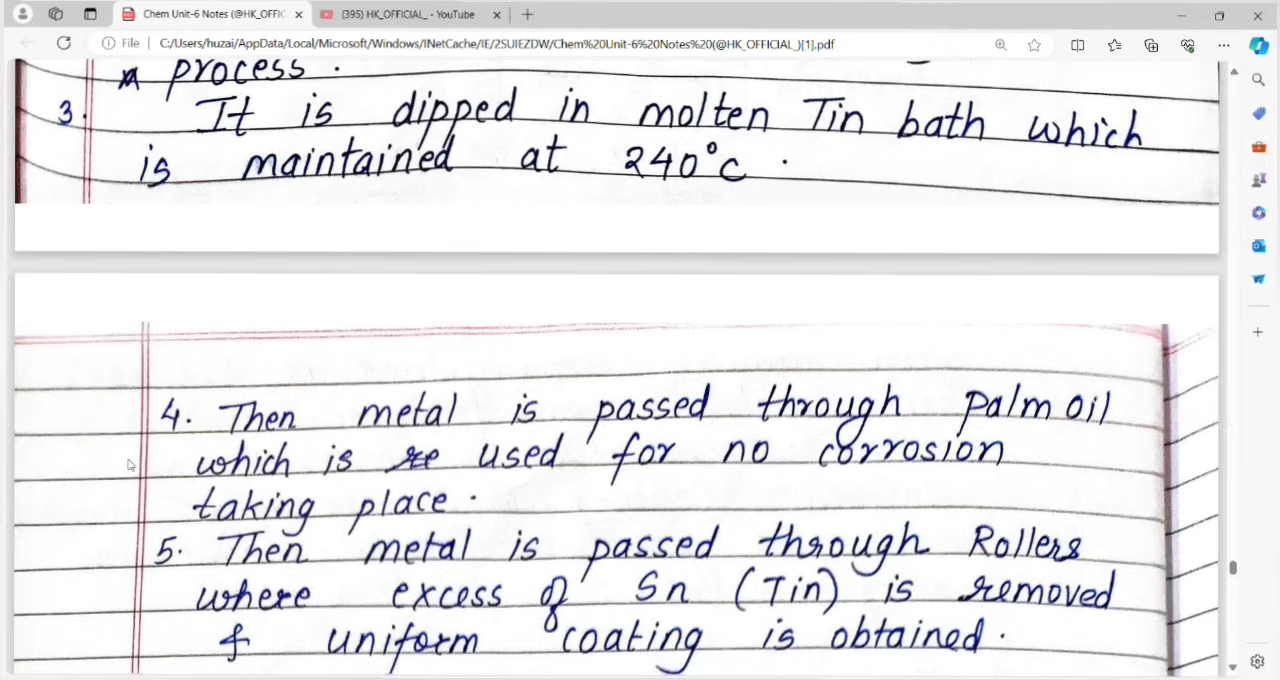 Chem Unit-6 Notes (@HK_OFFIC
(395) HK_OFFICIAL_ - YouTube
File | C:/Users/huzai/AppData/Local/Microsoft/Windows/INetCache/IE/2SUIEZDW/Chem%20Unit-6%20Notes%20(@HK_OFFICIAL_)[1].pdf
process.
3. It is dipped in molten Tin bath which
is maintained at 240°c.
4. Then metal is passed through Palm oil
which is used for no corrosion
taking place.
5. Then metal is passed through Rollers
where excess of Sn (Tin) is removed
& uniform coating is obtained.